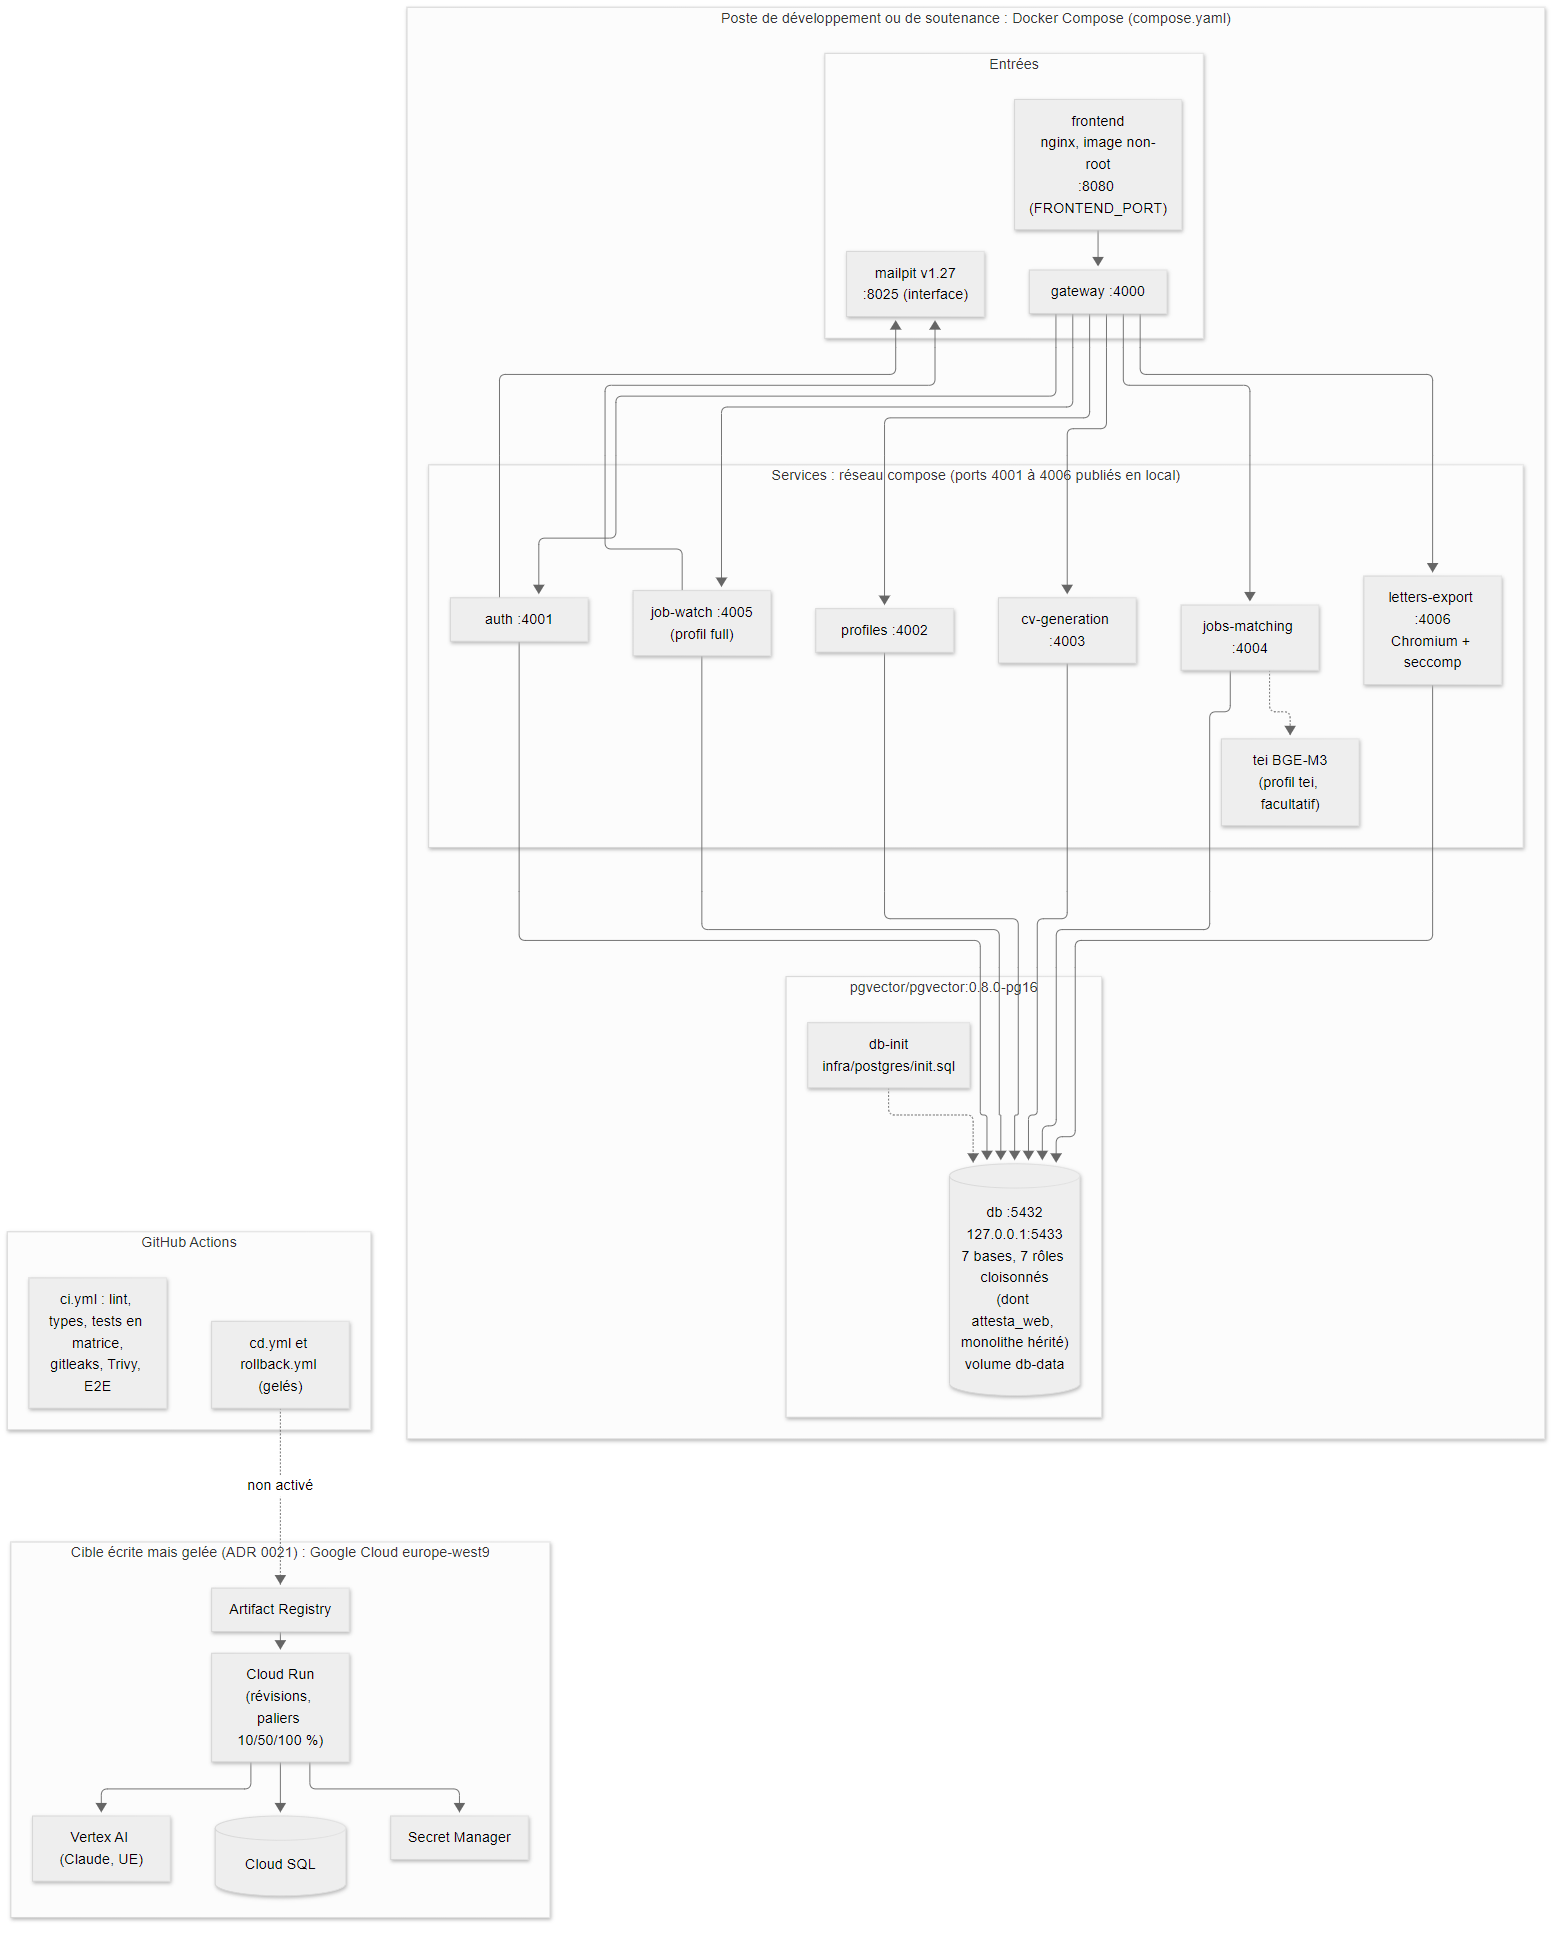 Poste de développement ou de soutenance : Docker Compose (compose.yaml)
Entrées
frontend
nginx, image non-
root
:8080
(FRONTEND_PORT)
mailpit v1.27
:8025 (interface)
gateway :4000
Services : réseau compose (ports 4001 à 4006 publiés en local)
auth :4001
job-watch :4005
(profil full)
profiles :4002
cv-generation
:4003
jobs-matching
:4004
letters-export
:4006
Chromium +
seccomp
tei BGE-M3
(profil tei,
facultatif)
pgvector/pgvector:0.8.0-pg16
db-init
infra/postgres/init.sql
db :5432
127.0.0.1:5433
7 bases, 7 rôles
cloisonnés
(dont
attesta_web,
monolithe hérité)
volume db-data
GitHub Actions
ci.yml : lint,
types, tests en
matrice,
gitleaks, Trivy,
E2E
cd.yml et
rollback.yml
(gelés)
non activé
Cible écrite mais gelée (ADR 0021) : Google Cloud europe-west9
Artifact Registry
Cloud Run
(révisions,
paliers
10/50/100 %)
Vertex AI
(Claude, UE)
Cloud SQL
Secret Manager